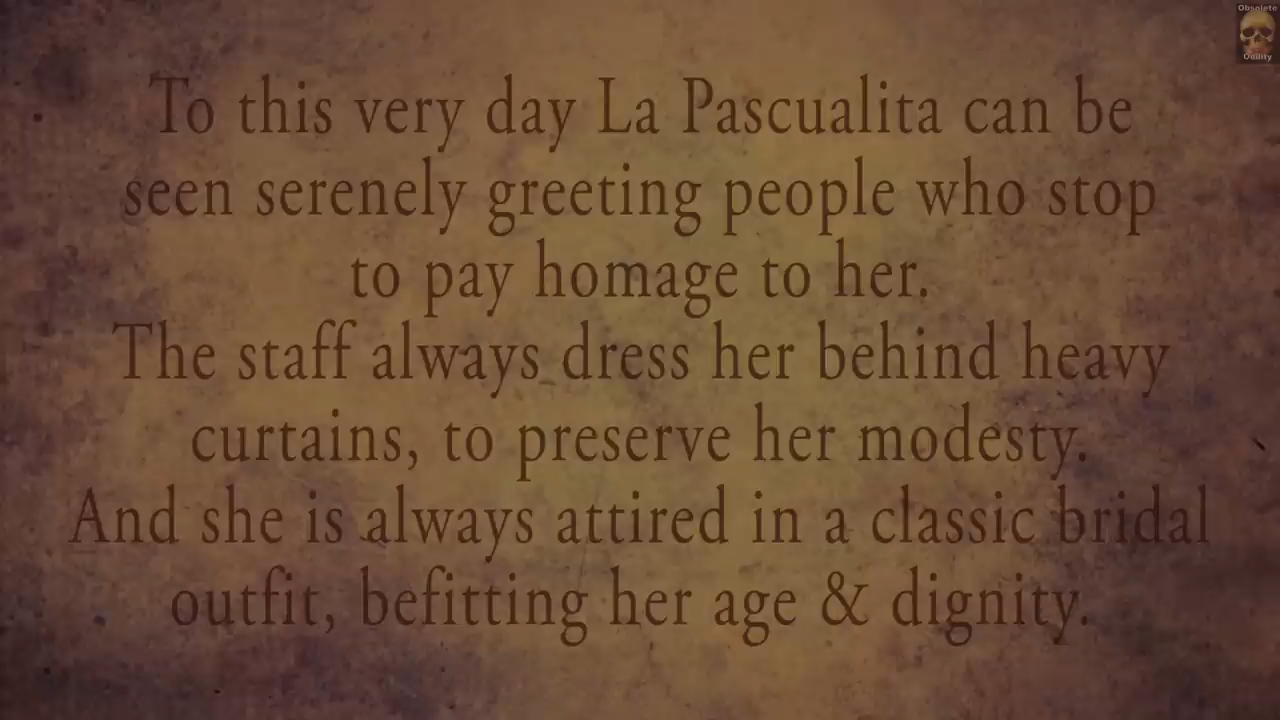 Obsolete
Oddity
To this very day La Pascualita can be
seen serenely greeting people who stop
to pay homage to her.
The staff always dress her behind heavy
curtains, to preserve her modesty.
And she is always attired in a classic bridal
outfit, befitting her age & dignity.